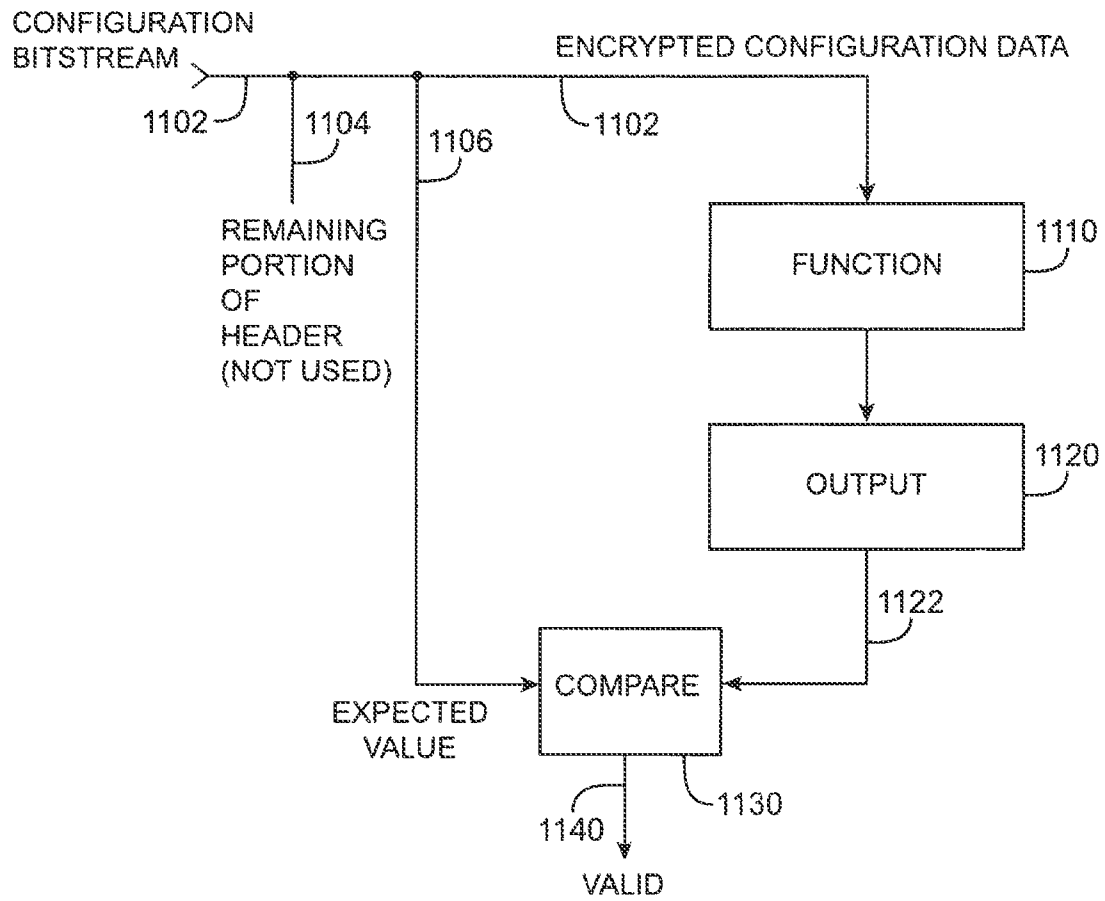 CONFIGURATION
BITSTREAM
ENCRYPTED CONFIGURATION DATA
1102
1104
1106
1102
REMAINING
PORTION
OF
HEADER
(NOT USED)
FUNCTION
1110
OUTPUT
1120
1122
COMPARE
EXPECTED
VALUE
1130
1140
VALID